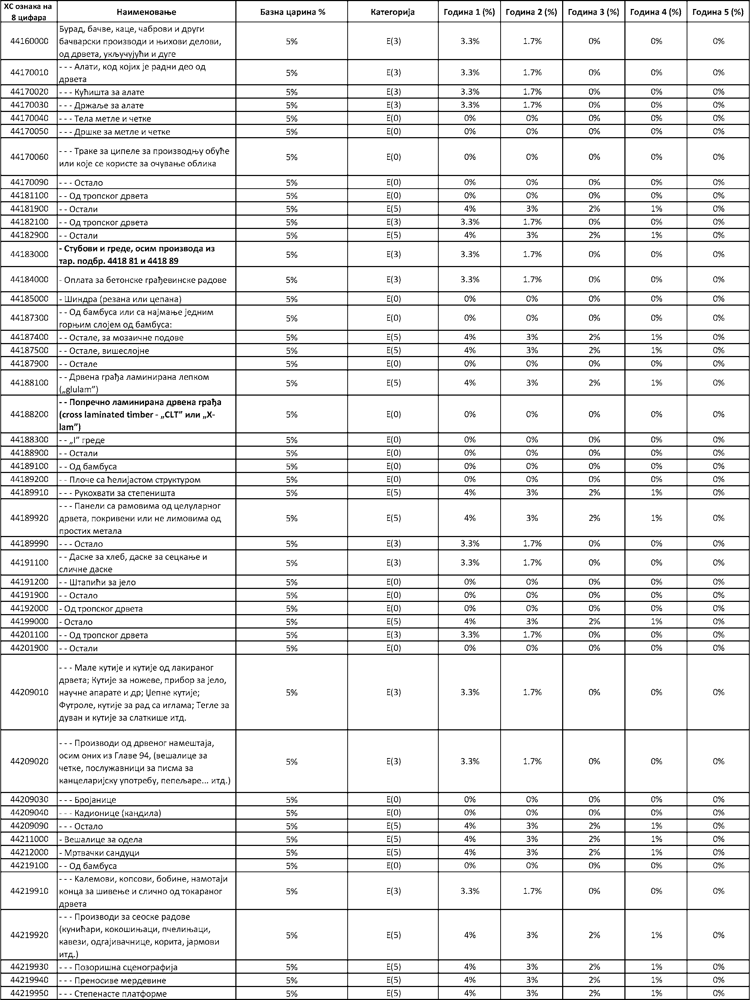 ХС ознака на 8 цифара | Наименовање | Базна царина % | Категорија | Година 1 (%) | Година 2 (%) | Година 3 (%) | Година 4 (%) | Година 5 (%)
44160000 | Бурад, бачве, каце, чаброви и други бачварски производи и њихови делови, од дрвета, укључујући и дуге | 5% | E(3) | 3.3% | 1.7% | 0% | 0% | 0%
44170010 | - - - Алати, код којих је радни део од дрвета | 5% | E(3) | 3.3% | 1.7% | 0% | 0% | 0%
44170020 | - - - Кућишта за алате | 5% | E(3) | 3.3% | 1.7% | 0% | 0% | 0%
44170030 | - - - Држаље за алате | 5% | E(3) | 3.3% | 1.7% | 0% | 0% | 0%
44170040 | - - - Тела метле и четке | 5% | E(0) | 0% | 0% | 0% | 0% | 0%
44170050 | - - - Дршке за метле и четке | 5% | E(0) | 0% | 0% | 0% | 0% | 0%
44170060 | - - - Траке за ципеле за производњу обуће или које се користе за очување облика | 5% | E(0) | 0% | 0% | 0% | 0% | 0%
44170090 | - - - Остало | 5% | E(0) | 0% | 0% | 0% | 0% | 0%
44181100 | - - Од тропског дрвета | 5% | E(0) | 0% | 0% | 0% | 0% | 0%
44181900 | - - Остали | 5% | E(5) | 4% | 3% | 2% | 1% | 0%
44182100 | - - Од тропског дрвета | 5% | E(3) | 3.3% | 1.7% | 0% | 0% | 0%
44182900 | - - Остали | 5% | E(5) | 4% | 3% | 2% | 1% | 0%
44183000 | - Стубови и греде, осим производа из тар. подбр. 4418 81 и 4418 89 | 5% | E(3) | 3.3% | 1.7% | 0% | 0% | 0%
44184000 | - Оплата за бетонске грађевинске радове | 5% | E(3) | 3.3% | 1.7% | 0% | 0% | 0%
44185000 | - Шиндра (резана или цепана) | 5% | E(0) | 0% | 0% | 0% | 0% | 0%
44187300 | - - Од бамбуса или са најмање једним горњим слојем од бамбуса: | 5% | E(0) | 0% | 0% | 0% | 0% | 0%
44187400 | - - Остале, за мозаичне подове | 5% | E(5) | 4% | 3% | 2% | 1% | 0%
44187500 | - - Остале, вишеслојне | 5% | E(5) | 4% | 3% | 2% | 1% | 0%
44187900 | - - Остале | 5% | E(0) | 0% | 0% | 0% | 0% | 0%
44188100 | - - Дрвена грађа ламинирана лепком („glulam”) | 5% | E(5) | 4% | 3% | 2% | 1% | 0%
44188200 | - - Попречно ламинирана дрвена грађа (cross laminated timber - „CLT” или „X-lam”) | 5% | E(0) | 0% | 0% | 0% | 0% | 0%
44188300 | - - „I” греде | 5% | E(0) | 0% | 0% | 0% | 0% | 0%
44188900 | - - Остали | 5% | E(0) | 0% | 0% | 0% | 0% | 0%
44189100 | - - Од бамбуса | 5% | E(0) | 0% | 0% | 0% | 0% | 0%
44189200 | - - Плоче са ћелијастом структуром | 5% | E(0) | 0% | 0% | 0% | 0% | 0%
44189910 | - - - Рукохвати за степеништа | 5% | E(5) | 4% | 3% | 2% | 1% | 0%
44189920 | - - - Панели са рамовима од целуларног дрвета, покривени или не лимовима од простих метала | 5% | E(5) | 4% | 3% | 2% | 1% | 0%
44189990 | - - - Остало | 5% | E(3) | 3.3% | 1.7% | 0% | 0% | 0%
44191100 | - - Даске за хлеб, даске за сецкање и сличне даске | 5% | E(3) | 3.3% | 1.7% | 0% | 0% | 0%
44191200 | - - Штапићи за јело | 5% | E(0) | 0% | 0% | 0% | 0% | 0%
44191900 | - - Остало | 5% | E(0) | 0% | 0% | 0% | 0% | 0%
44192000 | - Од тропског дрвета | 5% | E(0) | 0% | 0% | 0% | 0% | 0%
44199000 | - Остало | 5% | E(5) | 4% | 3% | 2% | 1% | 0%
44201100 | - - Од тропског дрвета | 5% | E(3) | 3.3% | 1.7% | 0% | 0% | 0%
44201900 | - - Остали | 5% | E(0) | 0% | 0% | 0% | 0% | 0%
44209010 | - - - Мале кутије и кутије од лакираног дрвета; Кутије за ножеве, прибор за јело, научне апарате и др; Џепне кутије; Футроле, кутије за рад са иглама; Тегле за дуван и кутије за слаткише итд. | 5% | E(3) | 3.3% | 1.7% | 0% | 0% | 0%
44209020 | - - - Производи од дрвеног намештаја, осим оних из Главе 94, (вешалице за четке, послужавници за писма за канцеларијску употребу, пепељаре... итд.) | 5% | E(3) | 3.3% | 1.7% | 0% | 0% | 0%
44209030 | - - - Бројанице | 5% | E(0) | 0% | 0% | 0% | 0% | 0%
44209040 | - - - Кадионице (кандила) | 5% | E(0) | 0% | 0% | 0% | 0% | 0%
44209090 | - - - Остало | 5% | E(5) | 4% | 3% | 2% | 1% | 0%
44211000 | - Вешалице за одела | 5% | E(5) | 4% | 3% | 2% | 1% | 0%
44212000 | - Мртвачки сандуци | 5% | E(5) | 4% | 3% | 2% | 1% | 0%
44219100 | - - Од бамбуса | 5% | E(0) | 0% | 0% | 0% | 0% | 0%
44219910 | - - - Калемови, копсови, бобине, намотаји конца за шивење и слично од токараног дрвета | 5% | E(3) | 3.3% | 1.7% | 0% | 0% | 0%
44219920 | - - - Производи за сеоске радове (кунићари, кокошињаци, пчелињаци, кавези, одгајивачнице, корита, јармови итд.) | 5% | E(5) | 4% | 3% | 2% | 1% | 0%
44219930 | - - - Позоришна сценографија | 5% | E(5) | 4% | 3% | 2% | 1% | 0%
44219940 | - - - Преносиве мердевине | 5% | E(5) | 4% | 3% | 2% | 1% | 0%
44219950 | - - - Степенасте платформе | 5% | E(5) | 4% | 3% | 2% | 1% | 0%